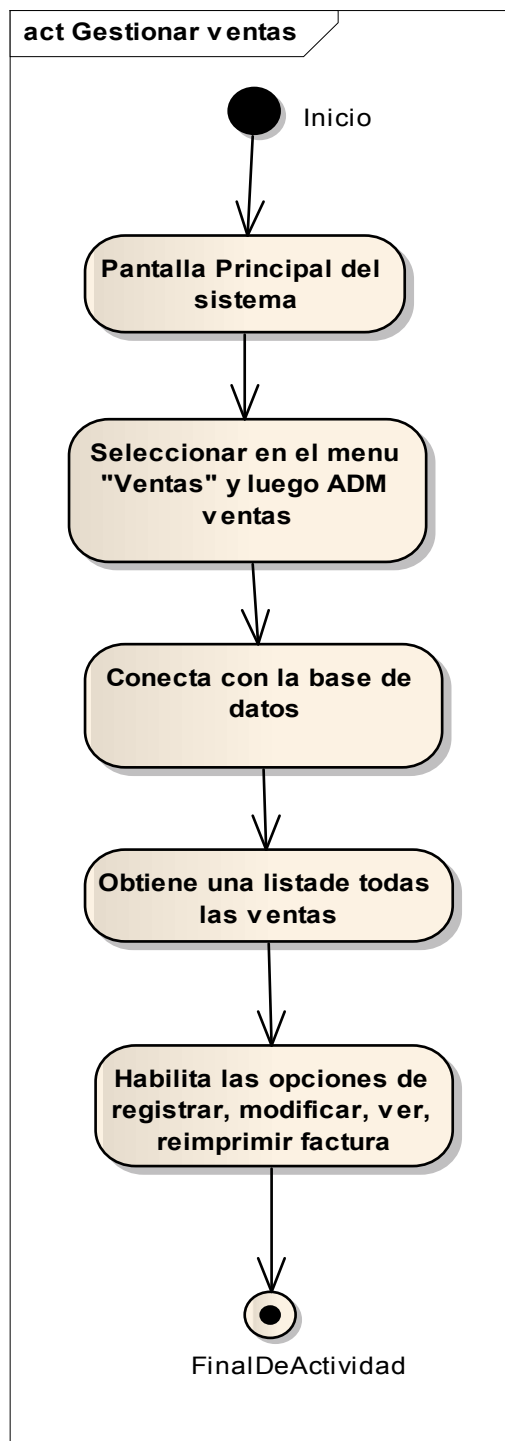 act Gestionar ventas
Inicio
Pantalla Principal del
sistema
Seleccionar en el menu
"Ventas" y luego ADM
ventas
Conecta con la base de
datos
Obtiene una listade todas
las ventas
Habilita las opciones de
registrar, modificar, ver,
reimprimir factura
FinalDeActividad